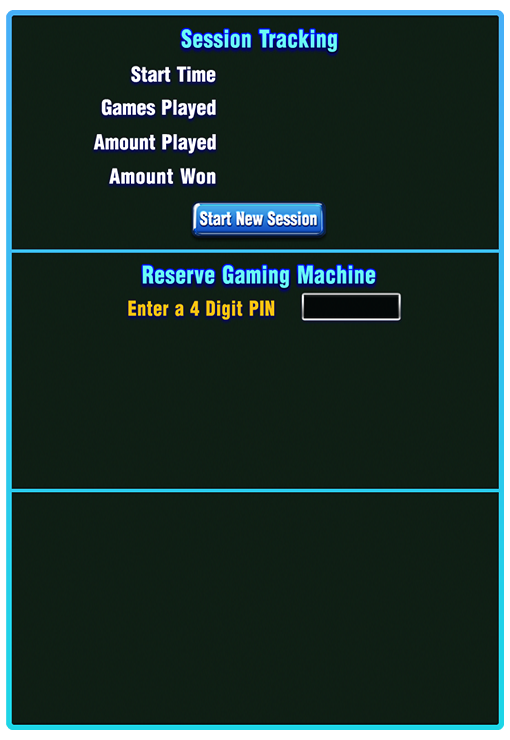 Session Tracking
Start Time
Games Played
Amount Played
Amount Won
Start New Session
Reserve Gaming Machine
Enter a 4 Digit PIN